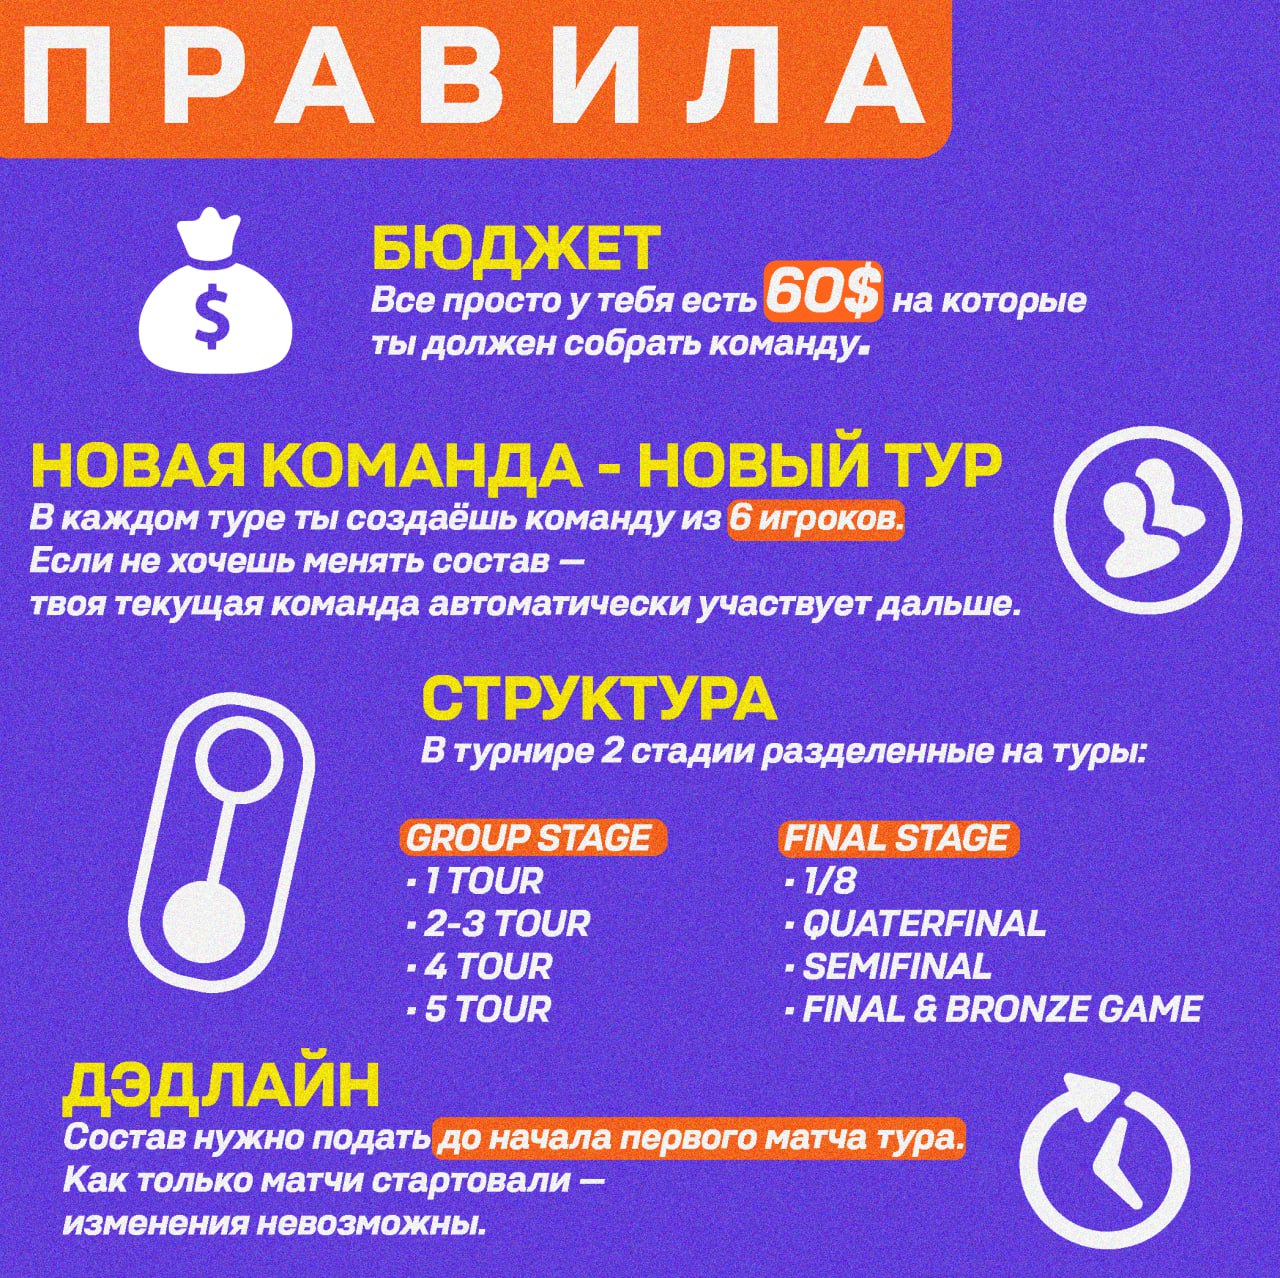 ПРАВИЛА
$
БЮДЖЕТ
Все просто у тебя есть 60$ на которые
ты должен собрать команду.
НОВАЯ КОМАНДА - НОВЫЙ ТУР
В каждом туре ты создаёшь команду из 6 игроков.
Если не хочешь менять состав —
твоя текущая команда автоматически участвует дальше.
СТРУКТУРА
В турнире 2 стадии разделенные на туры:
GROUP STAGE
· 1 TOUR
· 2-3 TOUR
· 4 TOUR
· 5 TOUR
FINAL STAGE
· 1/8
· QUATERFINAL
· SEMIFINAL
· FINAL & BRONZE GAME
ДЭДЛАЙН
Состав нужно подать до начала первого матча тура.
Как только матчи стартовали —
изменения невозможны.